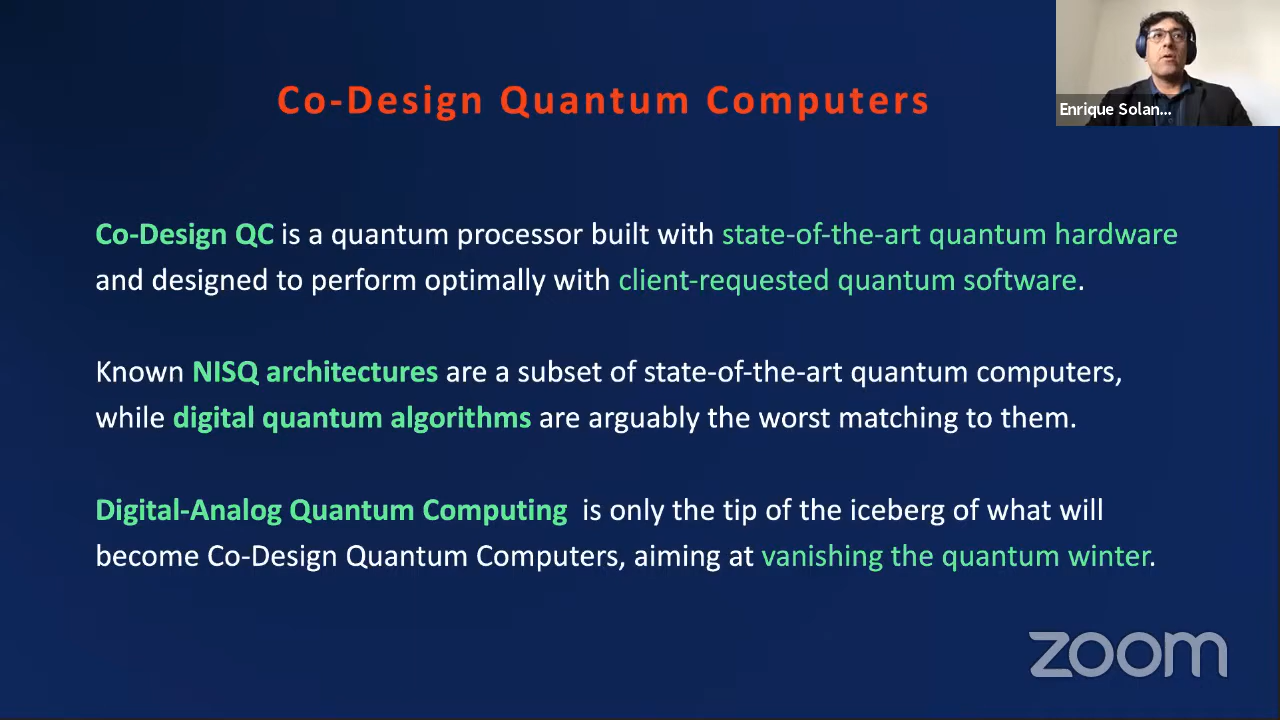 Co-Design Quantum Computers
Enrique Solan...
Co-Design QC is a quantum processor built with state-of-the-art quantum hardware
and designed to perform optimally with client-requested quantum software.
Known NISQ architectures are a subset of state-of-the-art quantum computers,
while digital quantum algorithms are arguably the worst matching to them.
Digital-Analog Quantum Computing is only the tip of the iceberg of what will
become Co-Design Quantum Computers, aiming at vanishing the quantum winter.
zoom